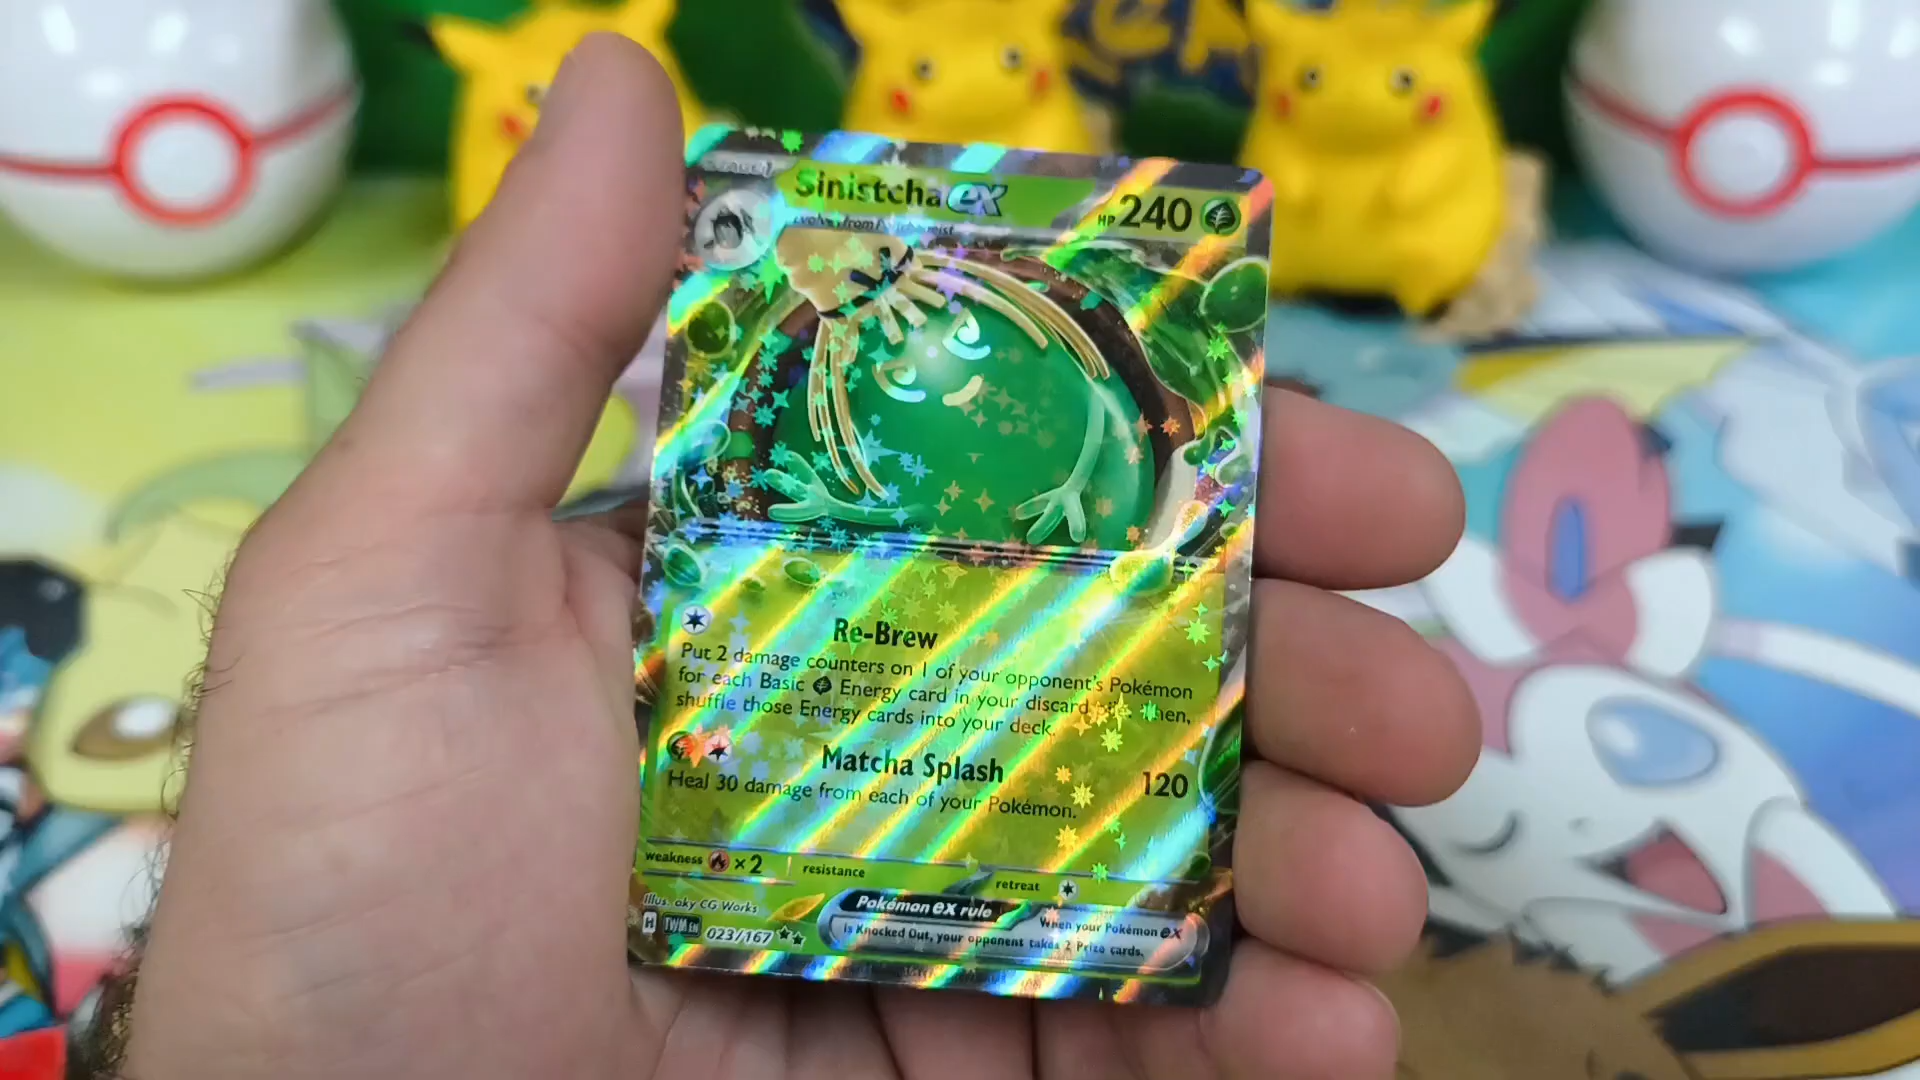 Sinistcha ex
HP 240
Re-Brew
Put 2 damage counters on 1 of your opponent's Pokémon
for each Basic Energy card in your discard
shuffle those Energy cards into your deck.
Matcha Splash 120
Heal 30 damage from each of your Pokémon.
weakness ×2 resistance retreat
Illus. aky CG Works
H TWM EN 023/167
Pokémon ex rule When your Pokémon ex
is Knocked Out, your opponent takes 2 Prize cards.